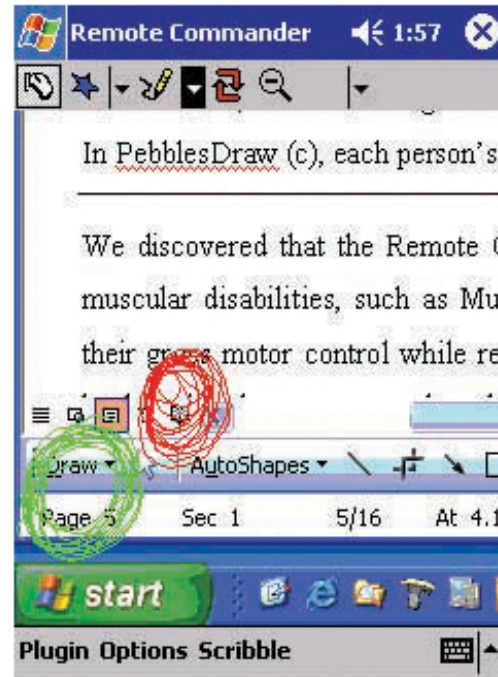 Remote Commander 1:57
In PebblesDraw (c), each person's
We discovered that the Remote
muscular disabilities, such as Mu
their gross motor control while re
Draw AutoShapes
Page 5 Sec 1 5/16 At 4.1
start
Plugin Options Scribble